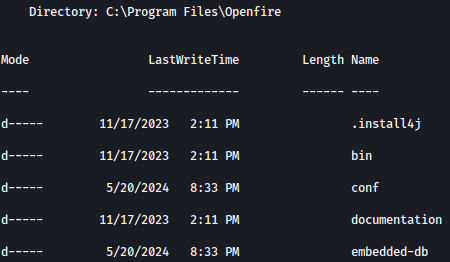 Directory: C:\Program Files\Openfire
Mode LastWriteTime Length Name
---- ------------- ------ ----
d----- 11/17/2023 2:11 PM .install4j
d----- 11/17/2023 2:11 PM bin
d----- 5/20/2024 8:33 PM conf
d----- 11/17/2023 2:11 PM documentation
d----- 5/20/2024 8:33 PM embedded-db